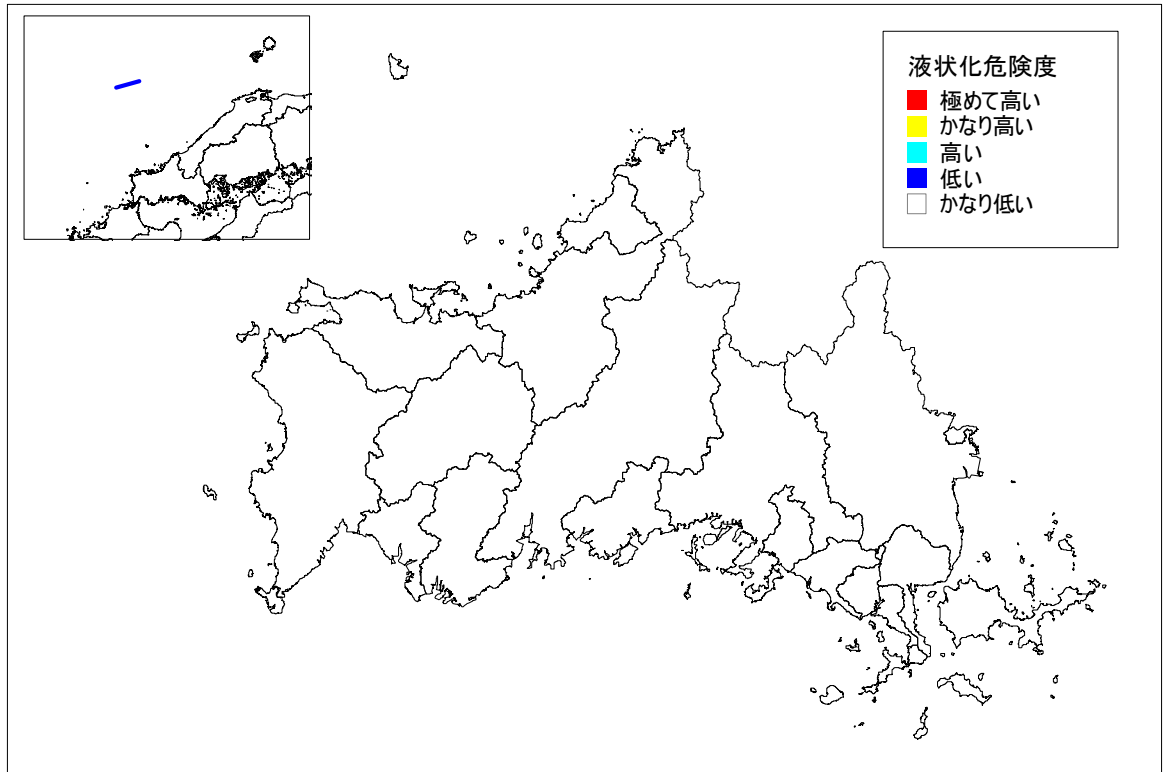 液状化危険度
極めて高い
かなり高い
高い
低い
かなり低い